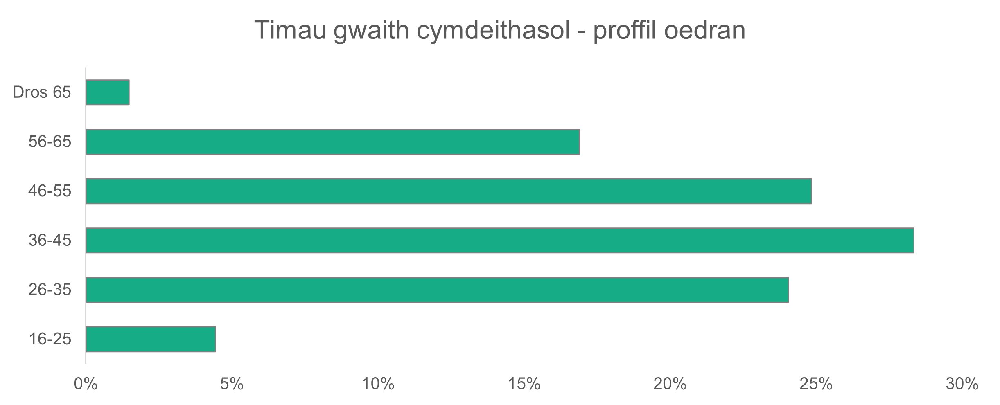 Timau gwaith cymdeithasol - proffil oedran
Dros 65
56-65
46-55
36-45
26-35
16-25
0% 5% 10% 15% 20% 25% 30%